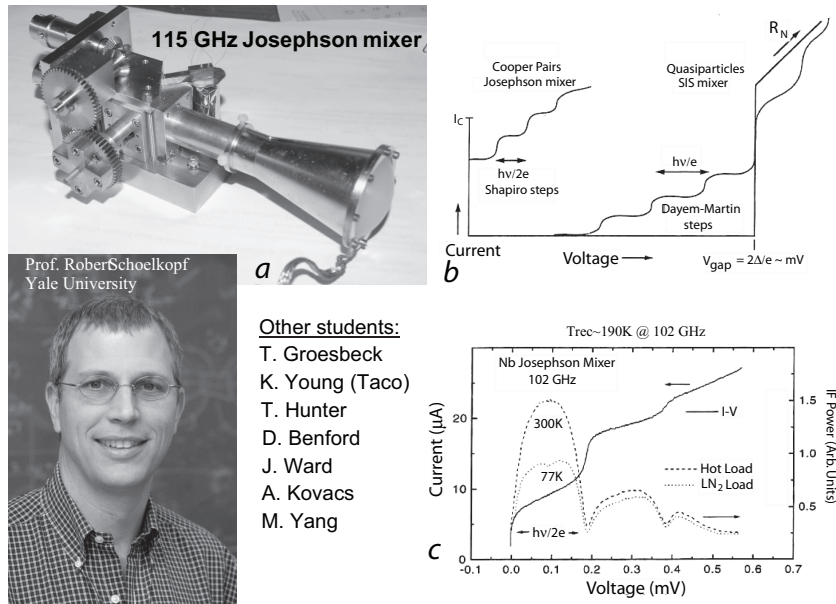 115 GHz Josephson mixer
a
Cooper Pairs
Josephson mixer
Quasiparticles
SIS mixer
R_N
I_C
hν/2e
Shapiro steps
hν/e
Dayem-Martin
steps
Current
Voltage
b
V_gap = 2Δ/e ~ mV
Prof. RobertSchoelkopf
Yale University
Other students:
T. Groesbeck
K. Young (Taco)
T. Hunter
D. Benford
J. Ward
A. Kovacs
M. Yang
Trec~190K @ 102 GHz
Nb Josephson Mixer
102 GHz
300K
77K
I-V
Hot Load
LN₂ Load
hν/2e
c
Current (μA)
20
10
0
IF Power (Arb. Units)
1.5
1.0
0.5
-0.1 0.0 0.1 0.2 0.3 0.4 0.5 0.6 0.7
Voltage (mV)